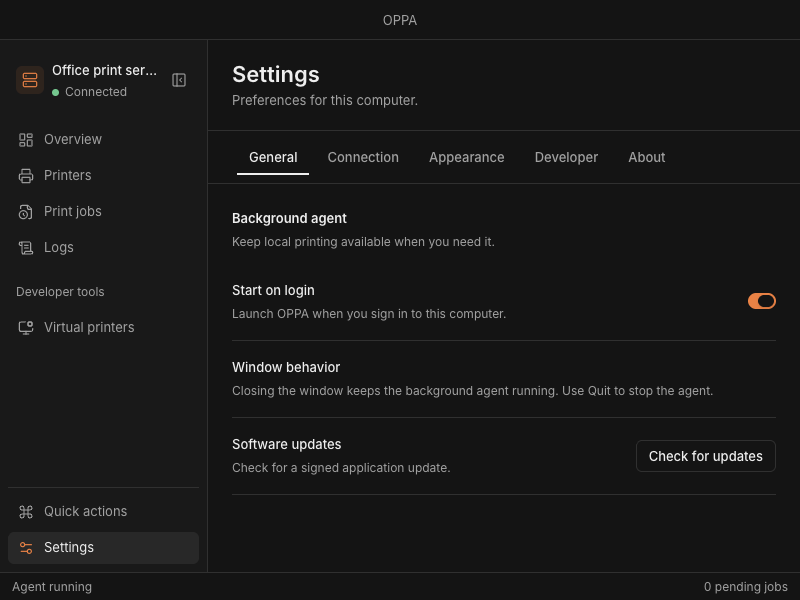 OPPA
Office print ser...
Connected
Overview
Printers
Print jobs
Logs
Developer tools
Virtual printers
Quick actions
Settings
Settings
Preferences for this computer.
General
Connection
Appearance
Developer
About
Background agent
Keep local printing available when you need it.
Start on login
Launch OPPA when you sign in to this computer.
Window behavior
Closing the window keeps the background agent running. Use Quit to stop the agent.
Software updates
Check for a signed application update.
Check for updates
Agent running
0 pending jobs